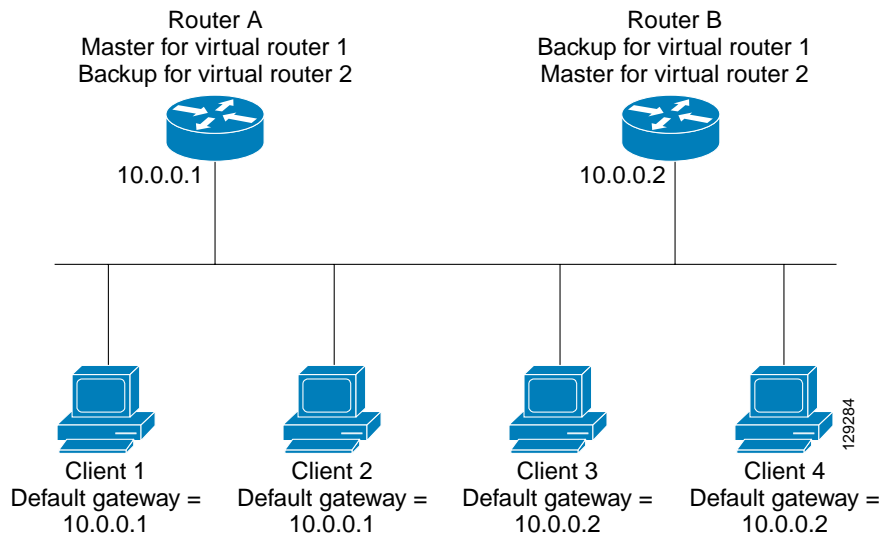 Router A
Master for virtual router 1
Backup for virtual router 2
Router B
Backup for virtual router 1
Master for virtual router 2
10.0.0.1
10.0.0.2
Client 1
Default gateway =
10.0.0.1
Client 2
Default gateway =
10.0.0.1
Client 3
Default gateway =
10.0.0.2
Client 4
Default gateway =
10.0.0.2
129284